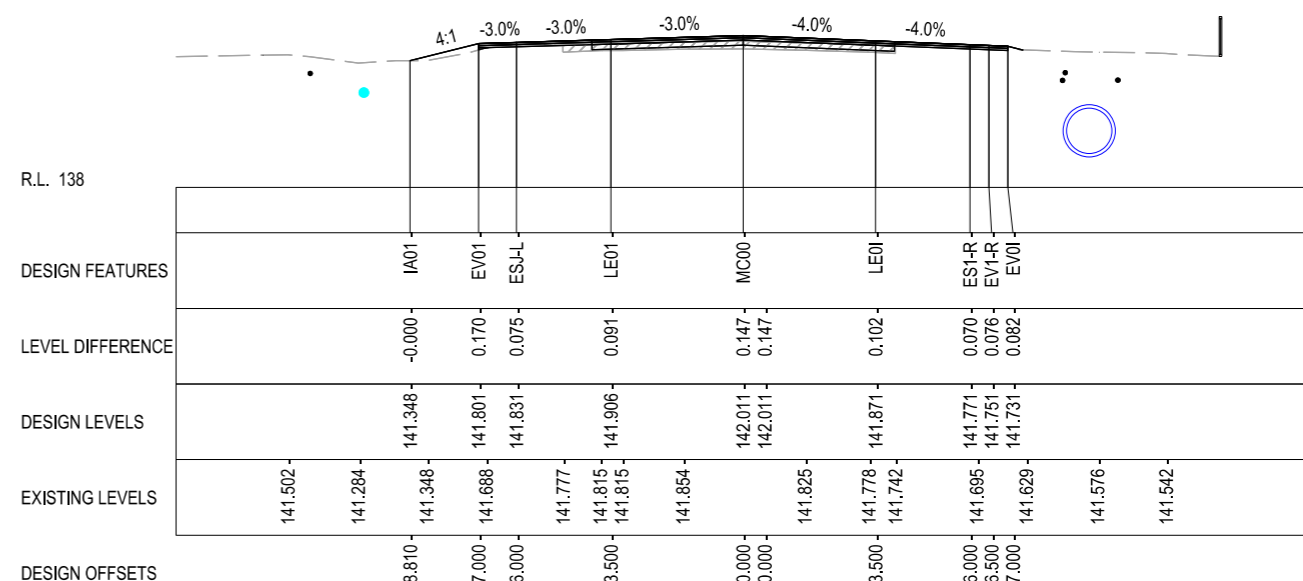 4:1 -3.0% -3.0% -3.0% -4.0% -4.0%
R.L. 138
DESIGN FEATURES IA01 EV01 ESJ-L LE01 MC00 LE0I ES1-R EV1-R EV0I
LEVEL DIFFERENCE -0.000 0.170 0.075 0.091 0.147 0.147 0.102 0.070 0.076 0.082
DESIGN LEVELS 141.348 141.801 141.831 141.906 142.011 142.011 141.871 141.771 141.751 141.731
EXISTING LEVELS 141.502 141.284 141.348 141.688 141.777 141.815 141.815 141.854 141.825 141.778 141.742 141.695 141.629 141.576 141.542
DESIGN OFFSETS 8.810 7.000 6.000 3.500 0.000 0.000 3.500 6.000 6.500 7.000